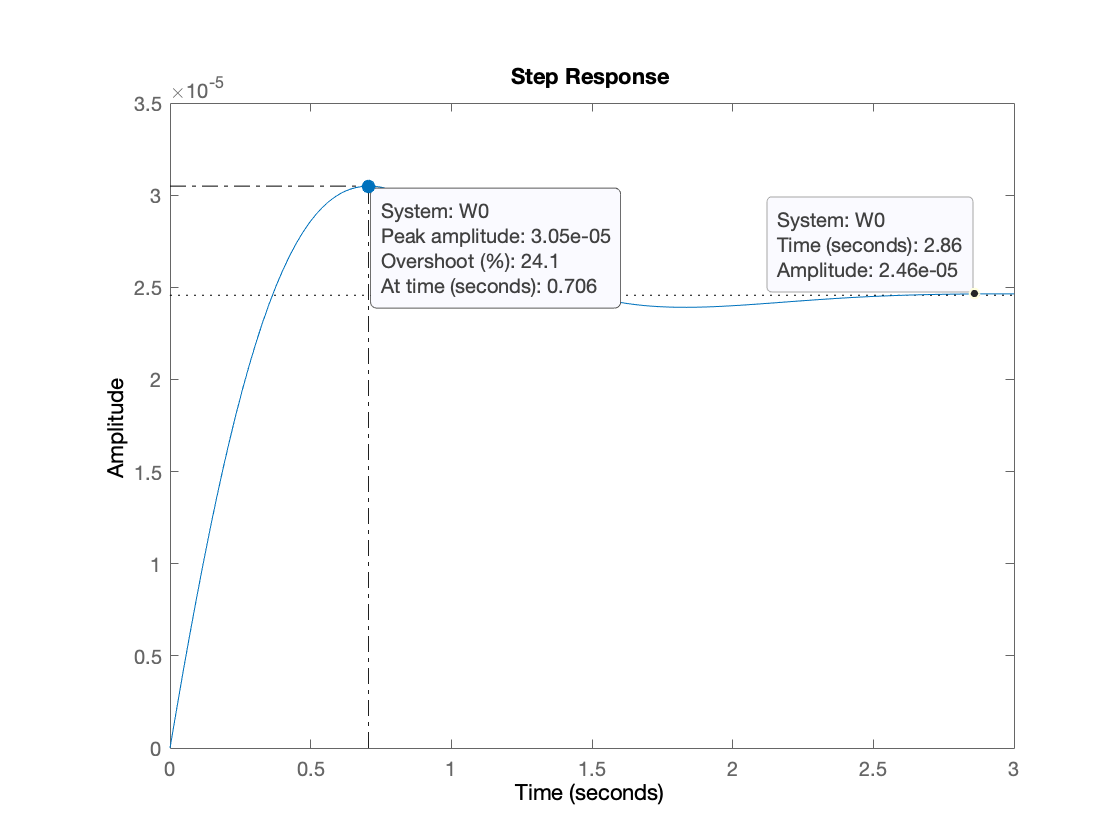 Step Response
×10-5
3.5
3
2.5
2
1.5
1
0.5
0
Amplitude
System: W0
Peak amplitude: 3.05e-05
Overshoot (%): 24.1
At time (seconds): 0.706
System: W0
Time (seconds): 2.86
Amplitude: 2.46e-05
0 0.5 1 1.5 2 2.5 3
Time (seconds)